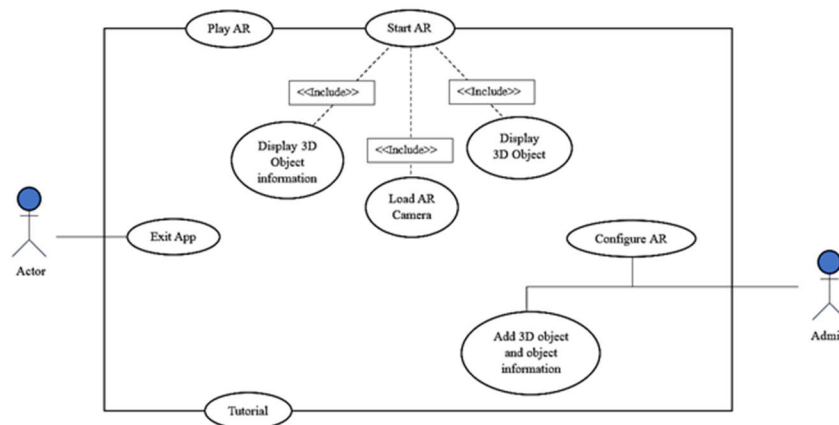 Play AR
Start AR
<<Include>>
<<Include>>
<<Include>>
Display 3D
Object
information
Display
3D Object
Load AR
Camera
Exit App
Configure AR
Actor
Admi
Add 3D object
and object
information
Tutorial